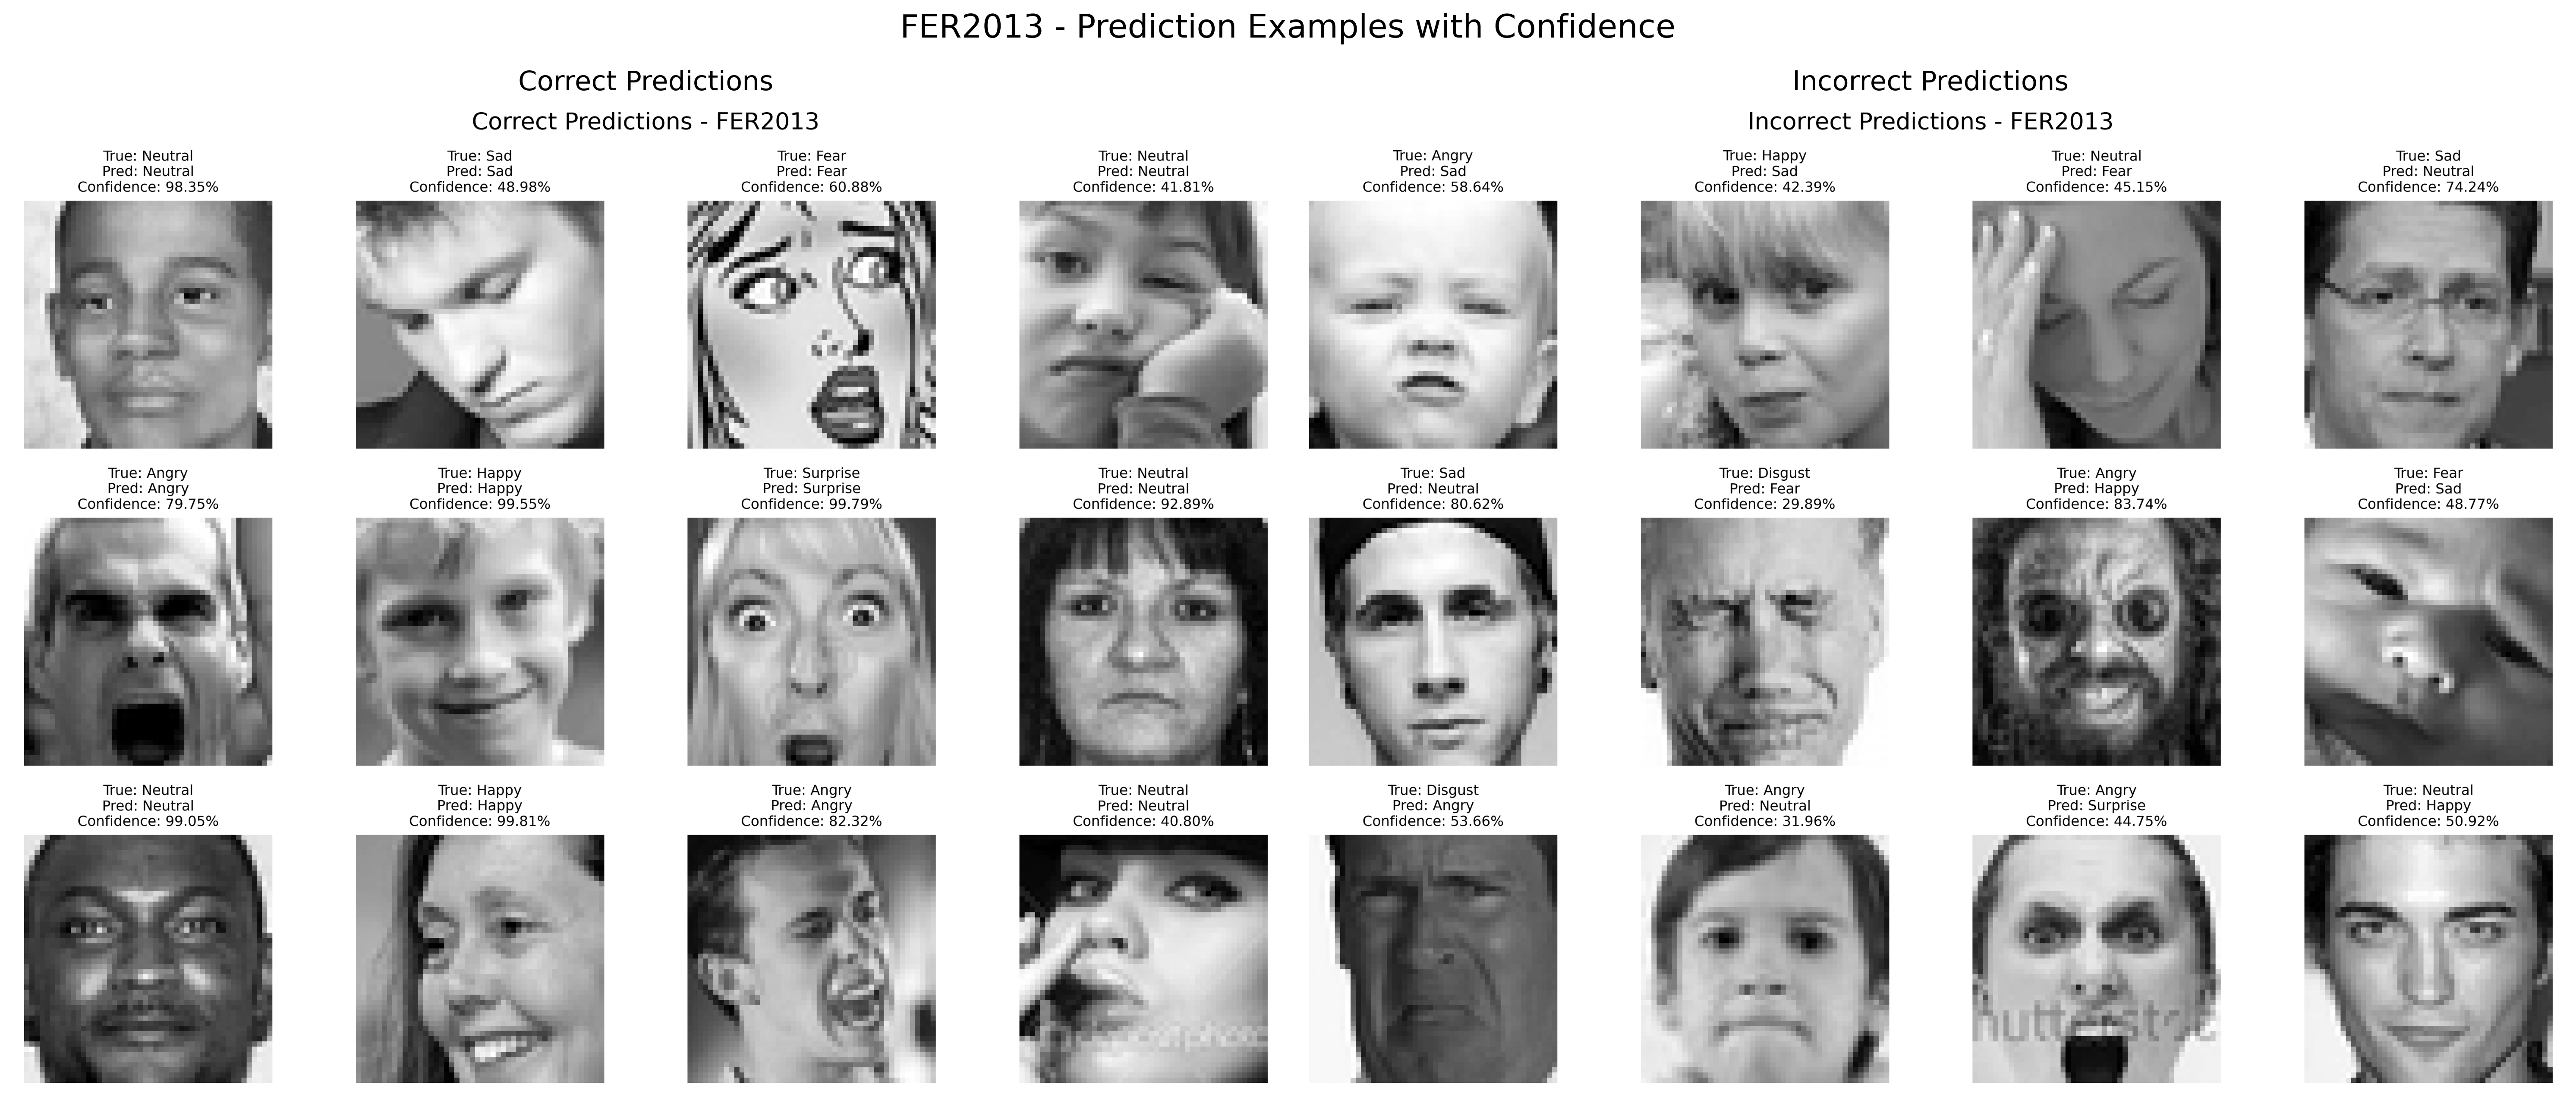 FER2013 - Prediction Examples with Confidence
Correct Predictions
Incorrect Predictions
Correct Predictions - FER2013
Incorrect Predictions - FER2013
True: Neutral
Pred: Neutral
Confidence: 98.35%
True: Sad
Pred: Sad
Confidence: 48.98%
True: Fear
Pred: Fear
Confidence: 60.88%
True: Neutral
Pred: Neutral
Confidence: 41.81%
True: Angry
Pred: Sad
Confidence: 58.64%
True: Happy
Pred: Sad
Confidence: 42.39%
True: Neutral
Pred: Fear
Confidence: 45.15%
True: Sad
Pred: Neutral
Confidence: 74.24%
True: Angry
Pred: Angry
Confidence: 79.75%
True: Happy
Pred: Happy
Confidence: 99.55%
True: Surprise
Pred: Surprise
Confidence: 99.79%
True: Neutral
Pred: Neutral
Confidence: 92.89%
True: Sad
Pred: Neutral
Confidence: 80.62%
True: Disgust
Pred: Fear
Confidence: 29.89%
True: Angry
Pred: Happy
Confidence: 83.74%
True: Fear
Pred: Sad
Confidence: 48.77%
True: Neutral
Pred: Neutral
Confidence: 99.05%
True: Happy
Pred: Happy
Confidence: 99.81%
True: Angry
Pred: Angry
Confidence: 82.32%
True: Neutral
Pred: Neutral
Confidence: 40.80%
True: Disgust
Pred: Angry
Confidence: 53.66%
True: Angry
Pred: Neutral
Confidence: 31.96%
True: Angry
Pred: Surprise
Confidence: 44.75%
True: Neutral
Pred: Happy
Confidence: 50.92%